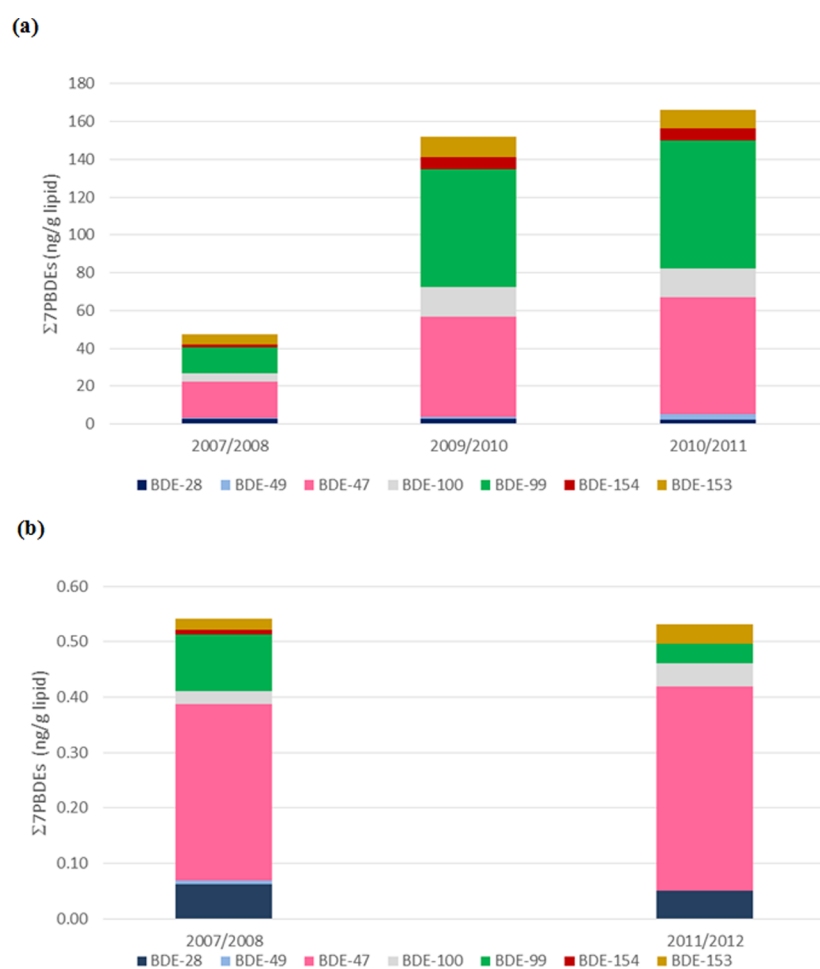 (a)
180
160
140
120
100
80
60
40
20
0
Σ7PBDEs (ng/g lipid)
2007/2008 2009/2010 2010/2011
BDE-28 BDE-49 BDE-47 BDE-100 BDE-99 BDE-154 BDE-153
(b)
0.60
0.50
0.40
0.30
0.20
0.10
0.00
Σ7PBDEs (ng/g lipid)
2007/2008 2011/2012
BDE-28 BDE-49 BDE-47 BDE-100 BDE-99 BDE-154 BDE-153